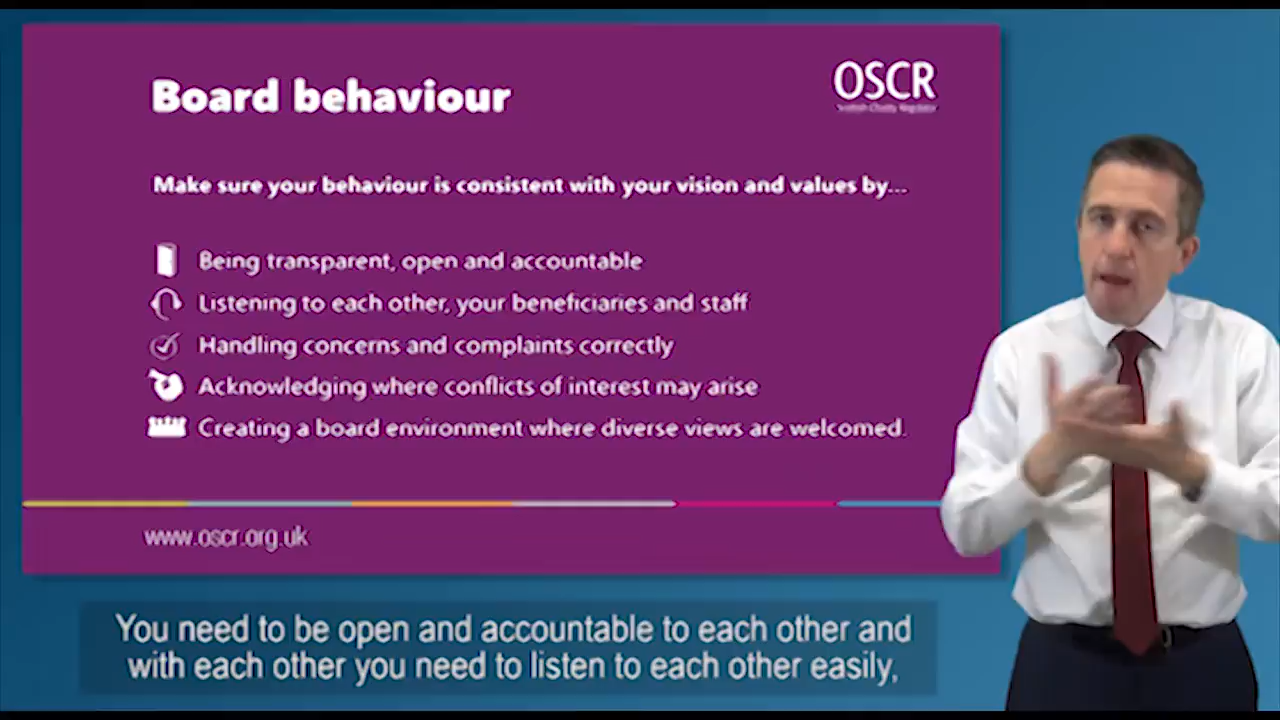 Board behaviour
OSCR
Scottish Charity Regulator
Make sure your behaviour is consistent with your vision and values by...
Being transparent, open and accountable
Listening to each other, your beneficiaries and staff
Handling concerns and complaints correctly
Acknowledging where conflicts of interest may arise
Creating a board environment where diverse views are welcomed.
www.oscr.org.uk
You need to be open and accountable to each other and
with each other you need to listen to each other easily,